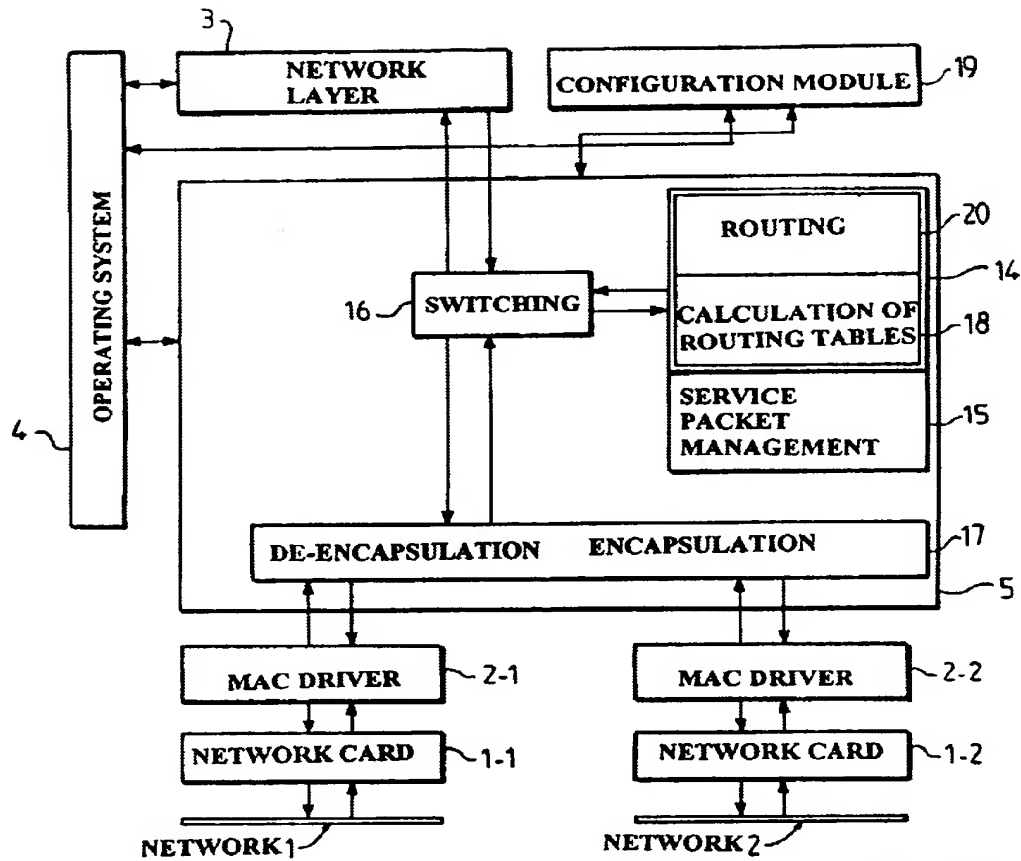 3
NETWORK
LAYER
CONFIGURATION MODULE
19
OPERATING SYSTEM
4
ROUTING
20
14
16
SWITCHING
CALCULATION OF
ROUTING TABLES
18
SERVICE
PACKET
MANAGEMENT
15
DE-ENCAPSULATION ENCAPSULATION
17
5
MAC DRIVER
2-1
MAC DRIVER
2-2
NETWORK CARD
1-1
NETWORK CARD
1-2
NETWORK 1
NETWORK 2